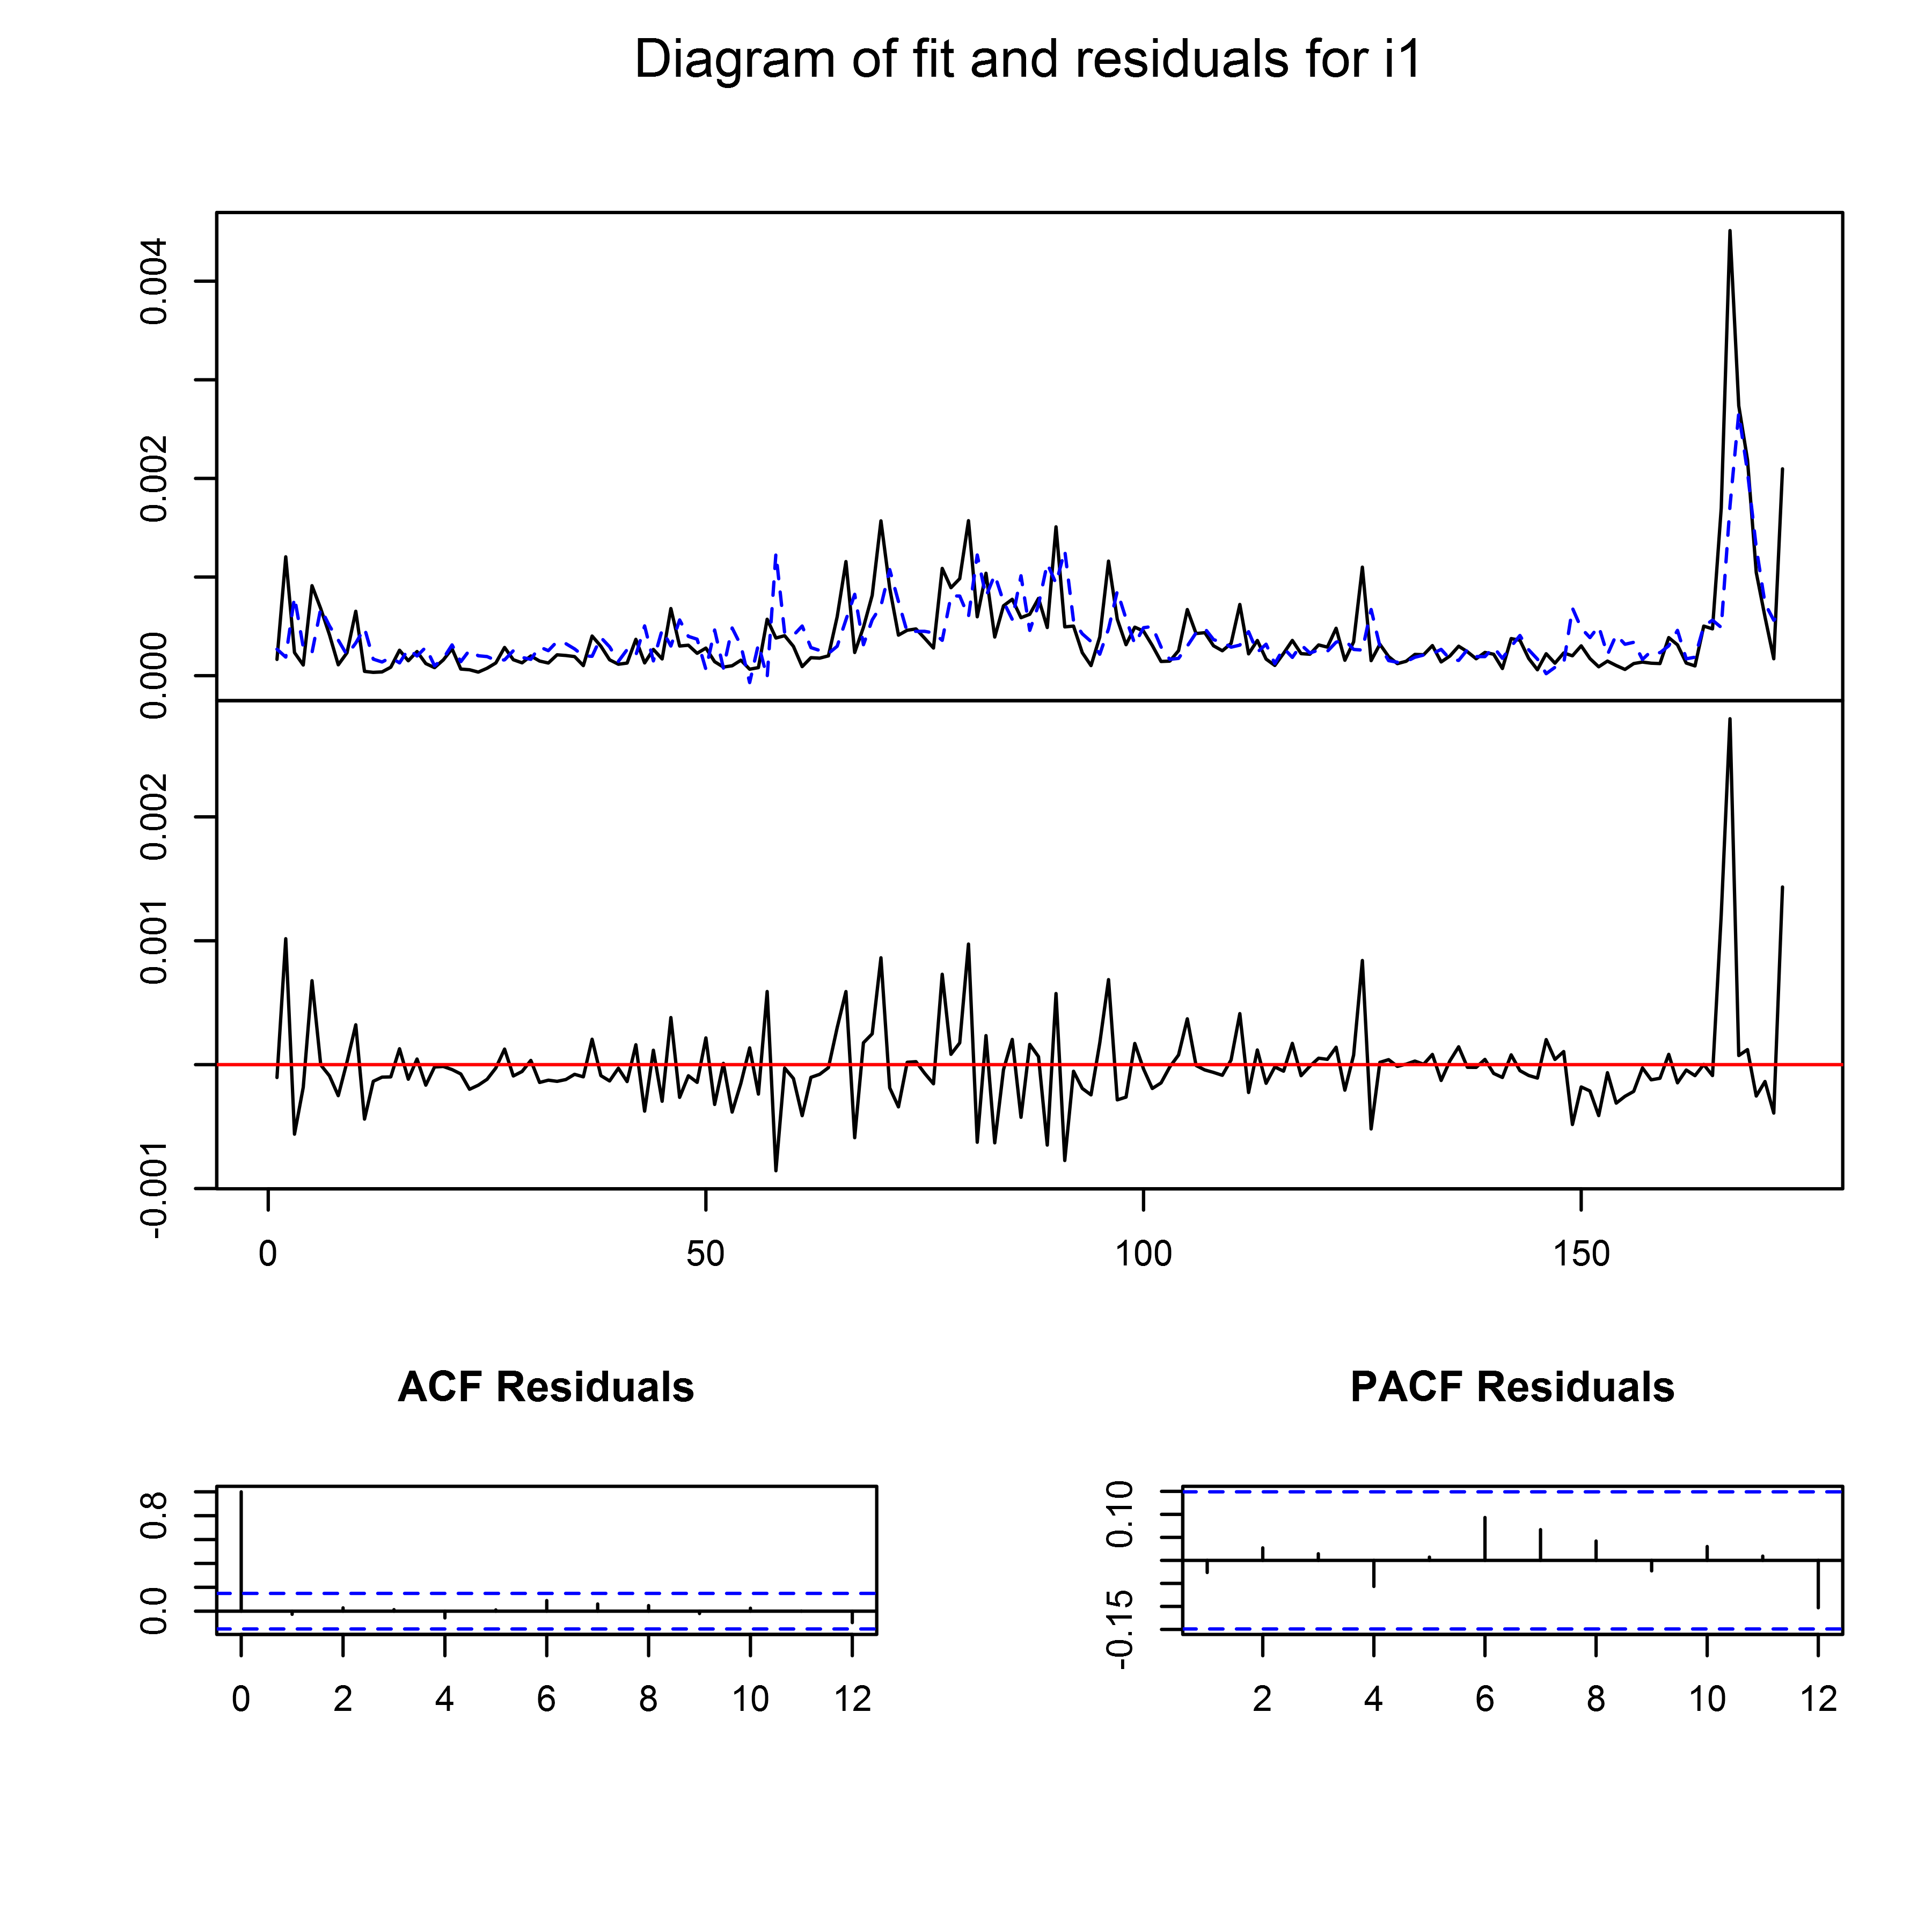 Diagram of fit and residuals for i1
0.004
0.002
0.000
0.002
0.001
-0.001
0 50 100 150
ACF Residuals
0.8
0.0
0 2 4 6 8 10 12
PACF Residuals
0.10
-0.15
2 4 6 8 10 12